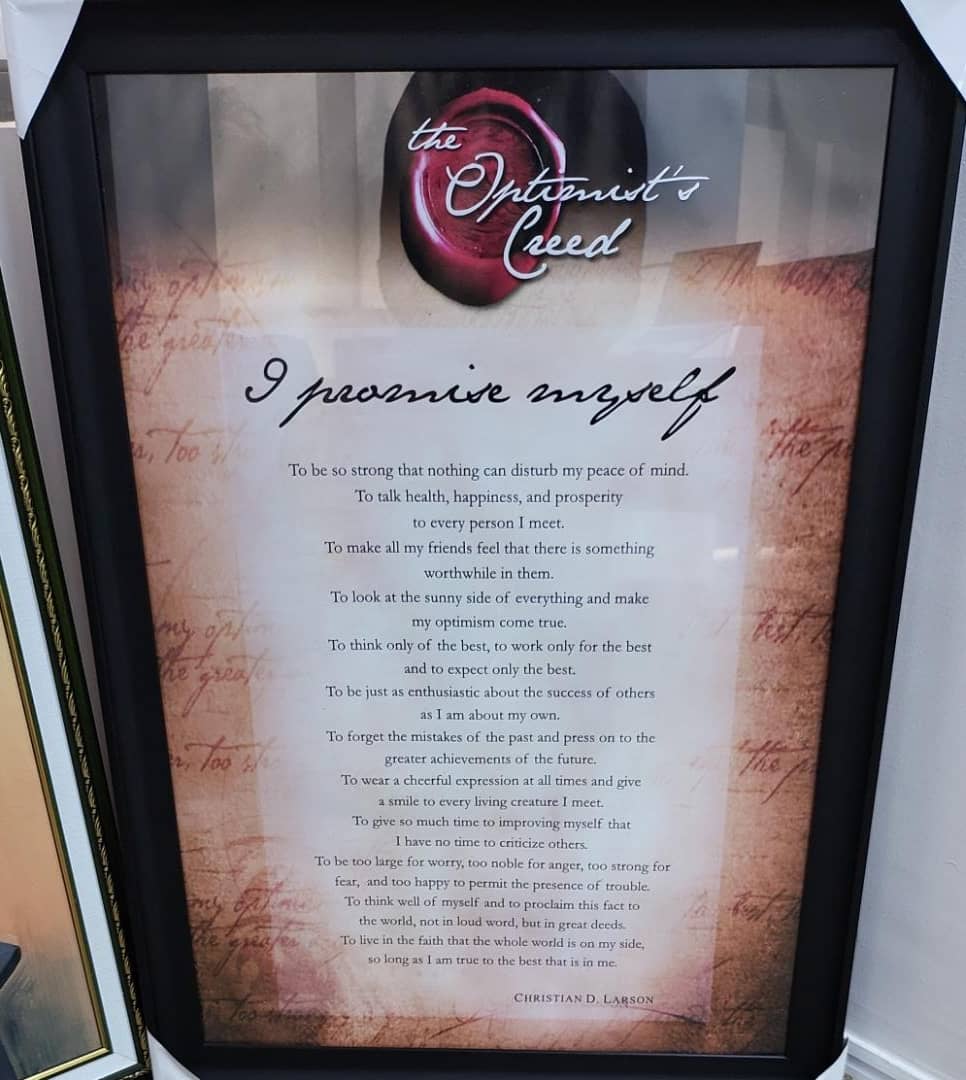 the
Optimist's
Creed
I promise myself
To be so strong that nothing can disturb my peace of mind.
To talk health, happiness, and prosperity
to every person I meet.
To make all my friends feel that there is something
worthwhile in them.
To look at the sunny side of everything and make
my optimism come true.
To think only of the best, to work only for the best
and to expect only the best.
To be just as enthusiastic about the success of others
as I am about my own.
To forget the mistakes of the past and press on to the
greater achievements of the future.
To wear a cheerful expression at all times and give
a smile to every living creature I meet.
To give so much time to improving myself that
I have no time to criticize others.
To be too large for worry, too noble for anger, too strong for
fear, and too happy to permit the presence of trouble.
To think well of myself and to proclaim this fact to
the world, not in loud word, but in great deeds.
To live in the faith that the whole world is on my side,
so long as I am true to the best that is in me.
CHRISTIAN D. LARSON